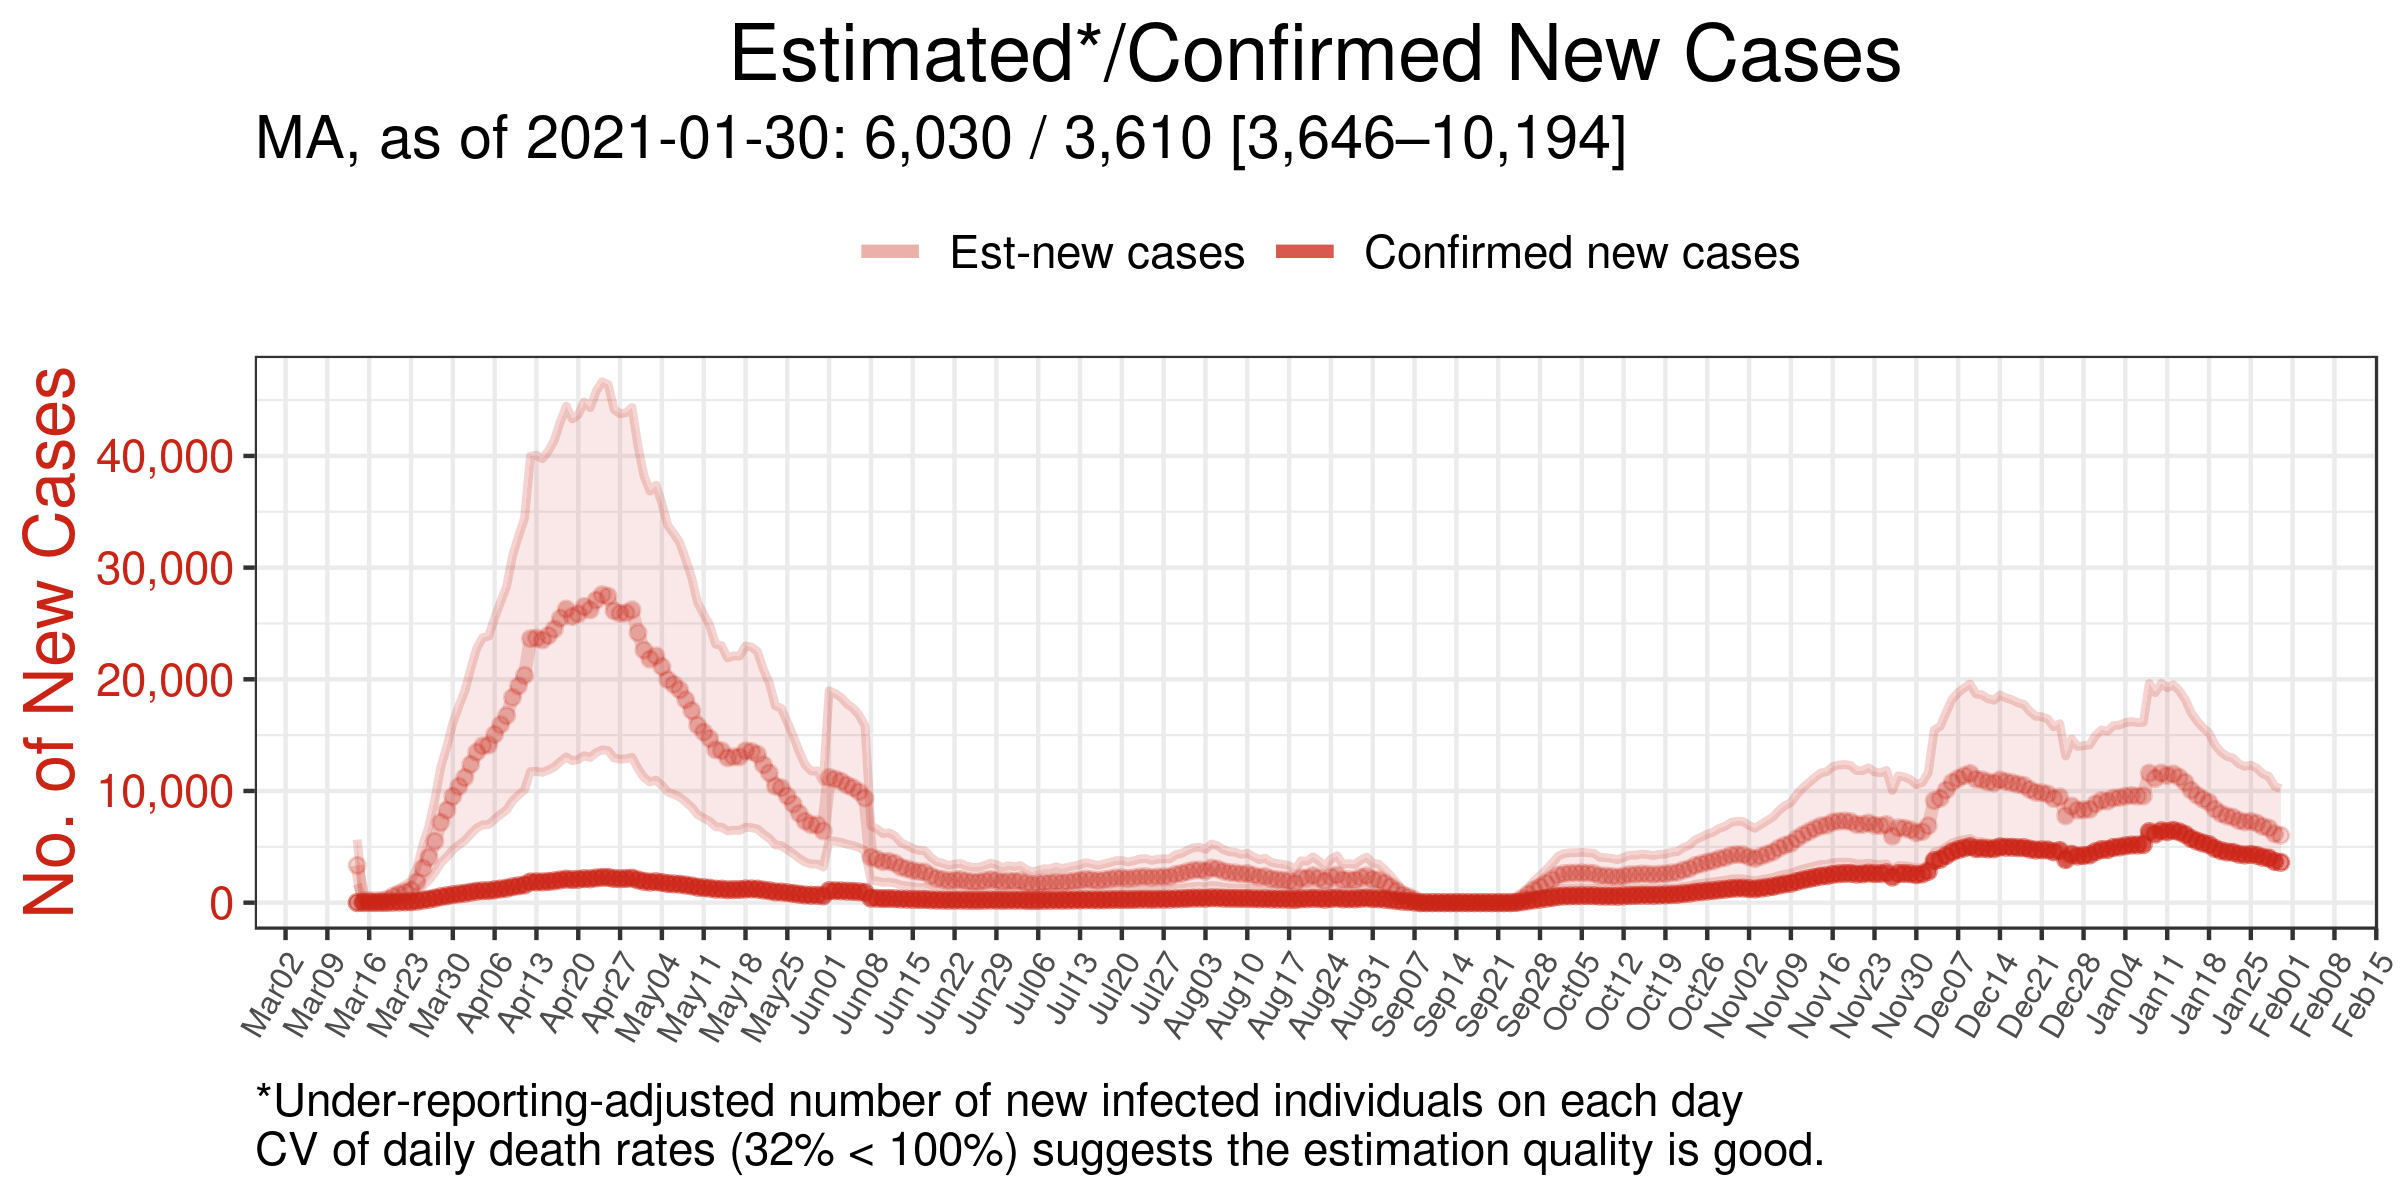 Estimated*/Confirmed New Cases
MA, as of 2021-01-30: 6,030 / 3,610 [3,646–10,194]
Est-new cases Confirmed new cases
No. of New Cases
40,000
30,000
20,000
10,000
0
Mar02 Mar09 Mar16 Mar23 Mar30 Apr06 Apr13 Apr20 Apr27 May04 May11 May18 May25 Jun01 Jun08 Jun15 Jun22 Jun29 Jul06 Jul13 Jul20 Jul27 Aug03 Aug10 Aug17 Aug24 Aug31 Sep07 Sep14 Sep21 Sep28 Oct05 Oct12 Oct19 Oct26 Nov02 Nov09 Nov16 Nov23 Nov30 Dec07 Dec14 Dec21 Dec28 Jan04 Jan11 Jan18 Jan25 Feb01 Feb08 Feb15
*Under-reporting-adjusted number of new infected individuals on each day
CV of daily death rates (32% < 100%) suggests the estimation quality is good.